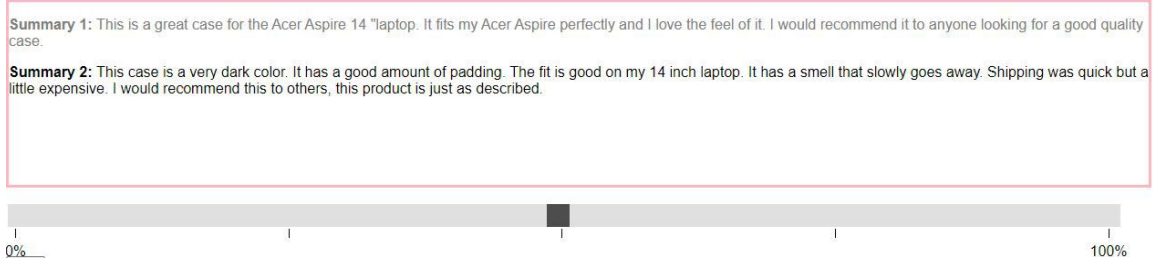 Summary 1: This is a great case for the Acer Aspire 14 "laptop. It fits my Acer Aspire perfectly and I love the feel of it. I would recommend it to anyone looking for a good quality
case.
Summary 2: This case is a very dark color. It has a good amount of padding. The fit is good on my 14 inch laptop. It has a smell that slowly goes away. Shipping was quick but a
little expensive. I would recommend this to others, this product is just as described.
0% 100%